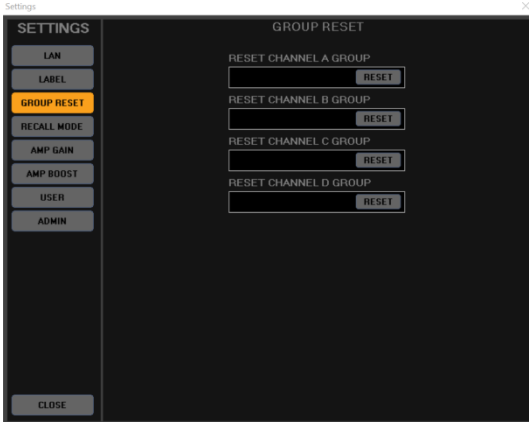 Settings
SETTINGS
LAN
LABEL
GROUP RESET
RECALL MODE
AMP GAIN
AMP BOOST
USER
ADMIN
CLOSE
GROUP RESET
RESET CHANNEL A GROUP
RESET
RESET CHANNEL B GROUP
RESET
RESET CHANNEL C GROUP
RESET
RESET CHANNEL D GROUP
RESET